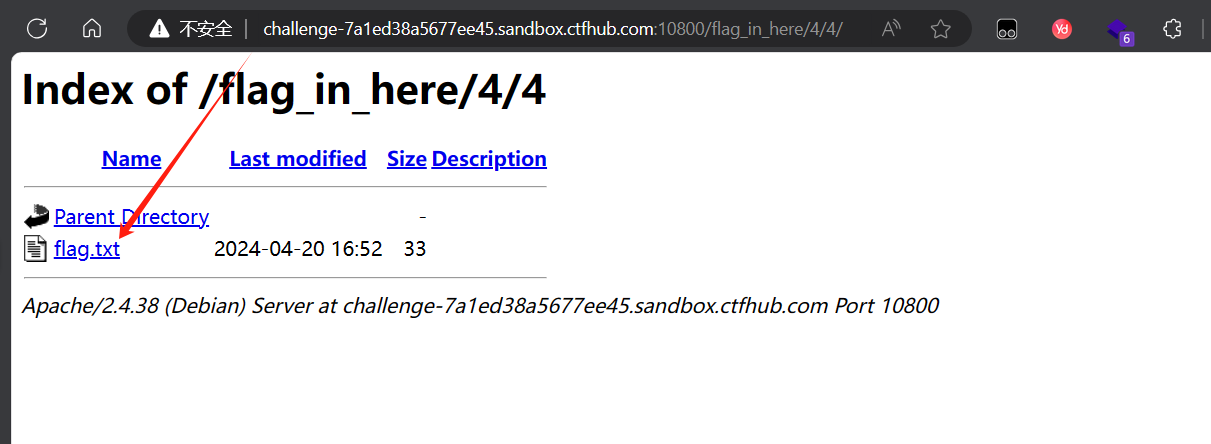 不安全 challenge-7a1ed38a5677ee45.sandbox.ctfhub.com:10800/flag_in_here/4/4/ A Yd 6
Index of /flag_in_here/4/4
Name Last modified Size Description
Parent Directory -
flag.txt 2024-04-20 16:52 33
Apache/2.4.38 (Debian) Server at challenge-7a1ed38a5677ee45.sandbox.ctfhub.com Port 10800